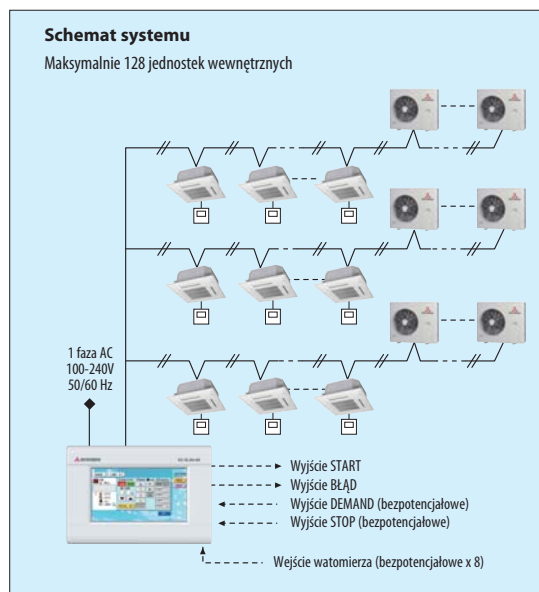 Schemat systemu
Maksymalnie 128 jednostek wewnętrznych
1 faza AC
100-240V
50/60 Hz
Wyjście START
Wyjście BŁĄD
Wyjście DEMAND (bezpotencjałowe)
Wyjście STOP (bezpotencjałowe)
Wejście watomierza (bezpotencjałowe x 8)